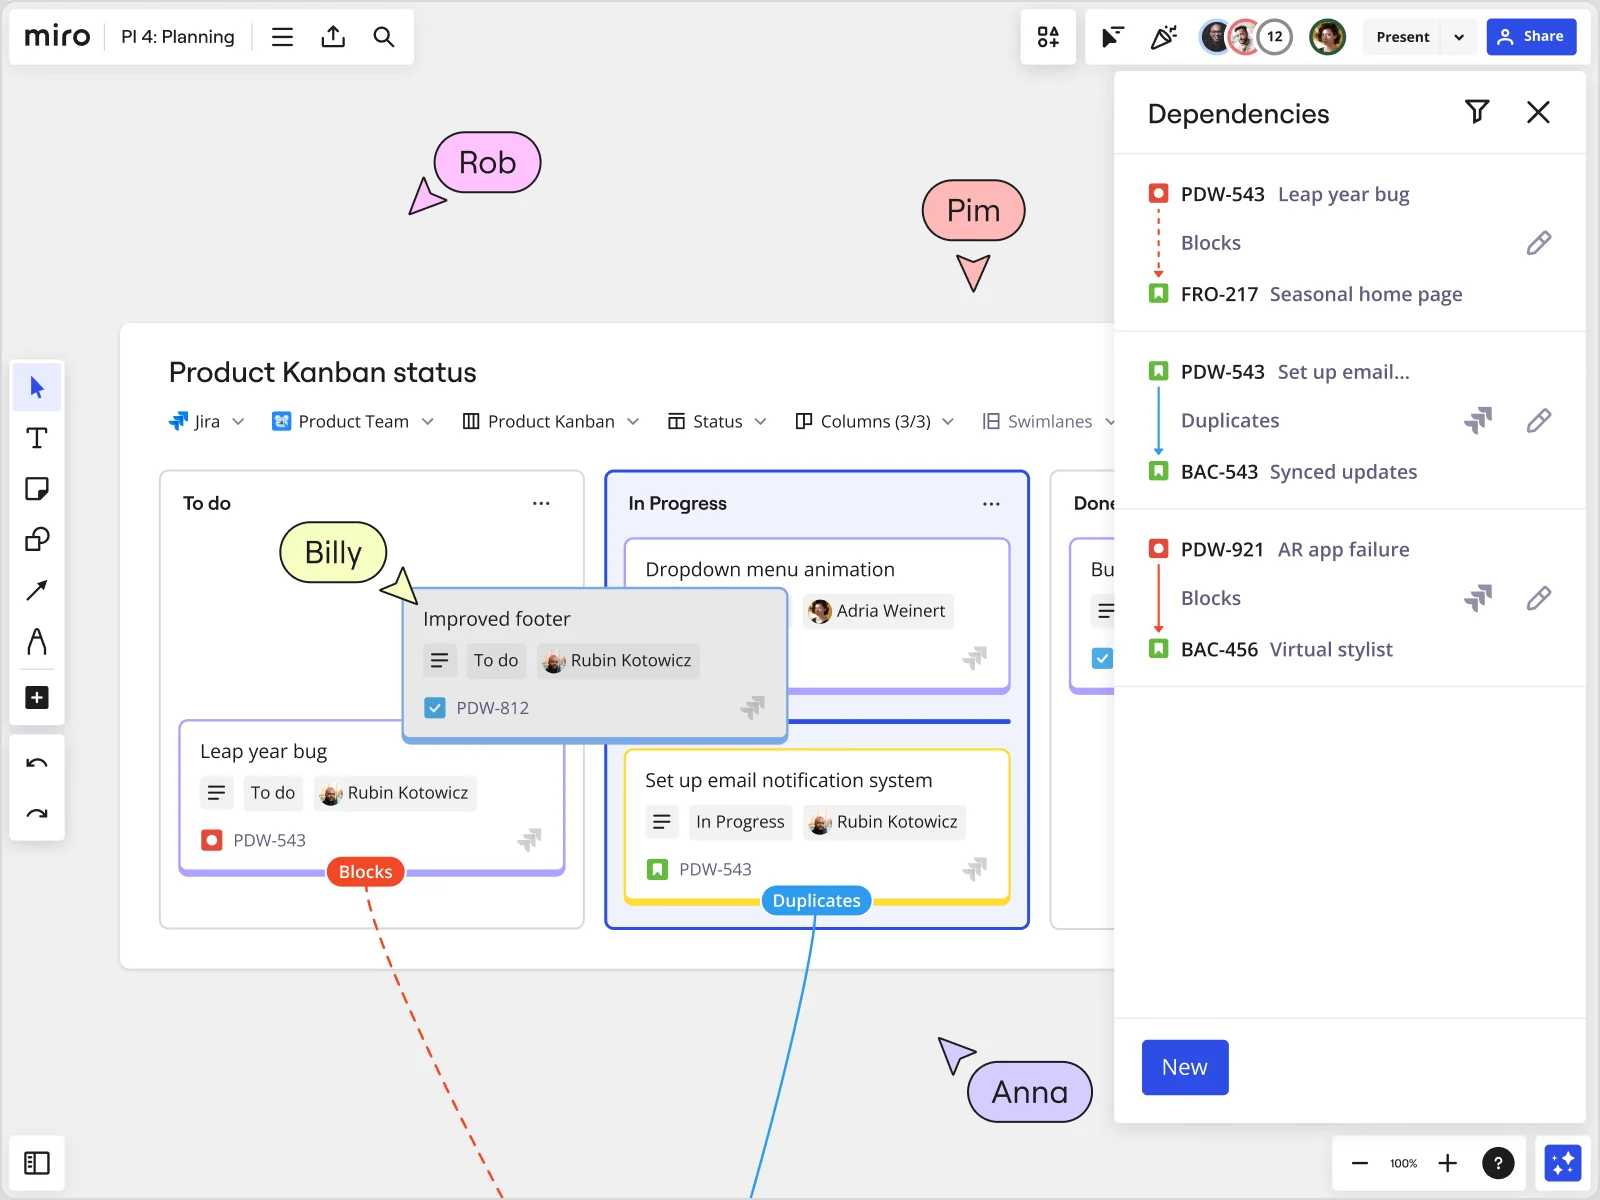 miro
PI 4: Planning
12
Present
Share
Dependencies
PDW-543 Leap year bug
Blocks
FRO-217 Seasonal home page
PDW-543 Set up email...
Duplicates
BAC-543 Synced updates
PDW-921 AR app failure
Blocks
BAC-456 Virtual stylist
New
Rob
Pim
Product Kanban status
Jira
Product Team
Product Kanban
Status
Columns (3/3)
Swimlanes
To do
Billy
Improved footer
To do
Rubin Kotowicz
PDW-812
Leap year bug
To do
Rubin Kotowicz
PDW-543
Blocks
In Progress
Dropdown menu animation
Adria Weinert
Set up email notification system
In Progress
Rubin Kotowicz
PDW-543
Duplicates
Done
Bu
Anna
100%
?